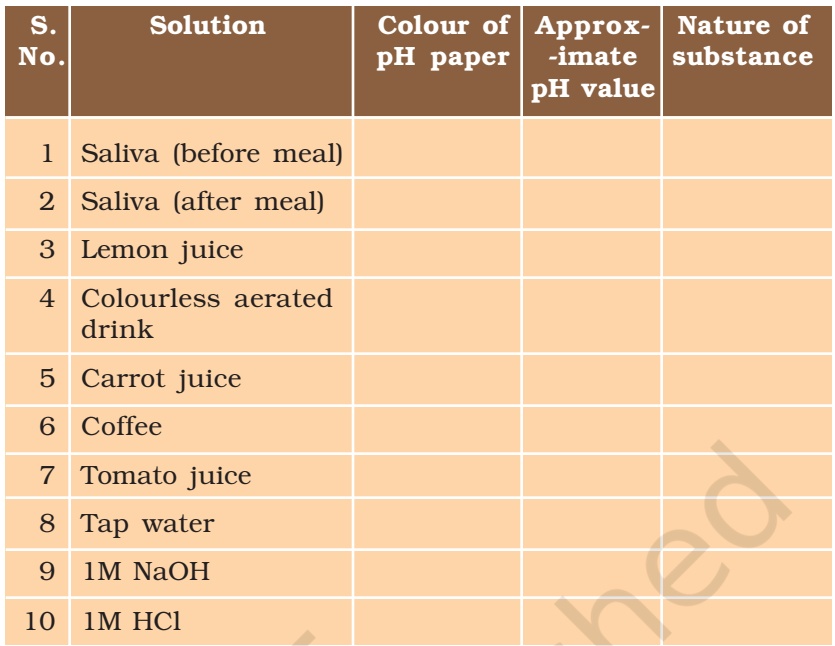 S. No. Solution Colour of pH paper Approx- -imate pH value Nature of substance
1 Saliva (before meal)
2 Saliva (after meal)
3 Lemon juice
4 Colourless aerated
drink
5 Carrot juice
6 Coffee
7 Tomato juice
8 Tap water
9 1M NaOH
10 1M HCl